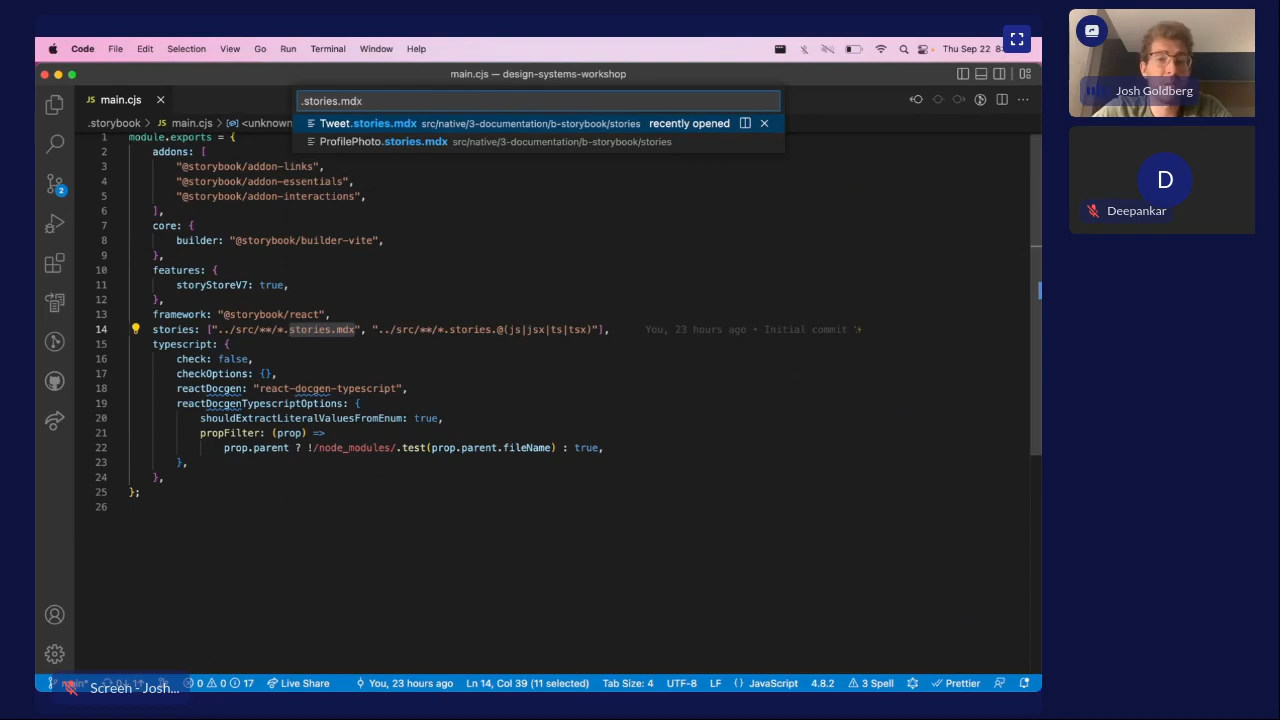 Code File Edit Selection View Go Run Terminal Window Help
Thu Sep 22 8
main.cjs — design-systems-workshop
JS main.cjs
.stories.mdx
.storybook > JS main.cjs > <unknown
Tweet.stories.mdx src/native/3-documentation/b-storybook/stories recently opened
ProfilePhoto.stories.mdx src/native/3-documentation/b-storybook/stories
1 module.exports = {
2 addons: [
3 "@storybook/addon-links",
4 "@storybook/addon-essentials",
5 "@storybook/addon-interactions",
6 ],
7 core: {
8 builder: "@storybook/builder-vite",
9 },
10 features: {
11 storyStoreV7: true,
12 },
13 framework: "@storybook/react",
14 stories: ["../src/**/*.stories.mdx", "../src/**/*.stories.@(js|jsx|ts|tsx)"], You, 23 hours ago • Initial commit ✨
15 typescript: {
16 check: false,
17 checkOptions: {},
18 reactDocgen: "react-docgen-typescript",
19 reactDocgenTypescriptOptions: {
20 shouldExtractLiteralValuesFromEnum: true,
21 propFilter: (prop) =>
22 prop.parent ? !/node_modules/.test(prop.parent.fileName) : true,
23 },
24 },
25 };
26
2
main* 0 0 17 Live Share You, 23 hours ago Ln 14, Col 39 (11 selected) Tab Size: 4 UTF-8 LF {} JavaScript 4.8.2 3 Spell Prettier
Screen - Josh...
Josh Goldberg
D
Deepankar